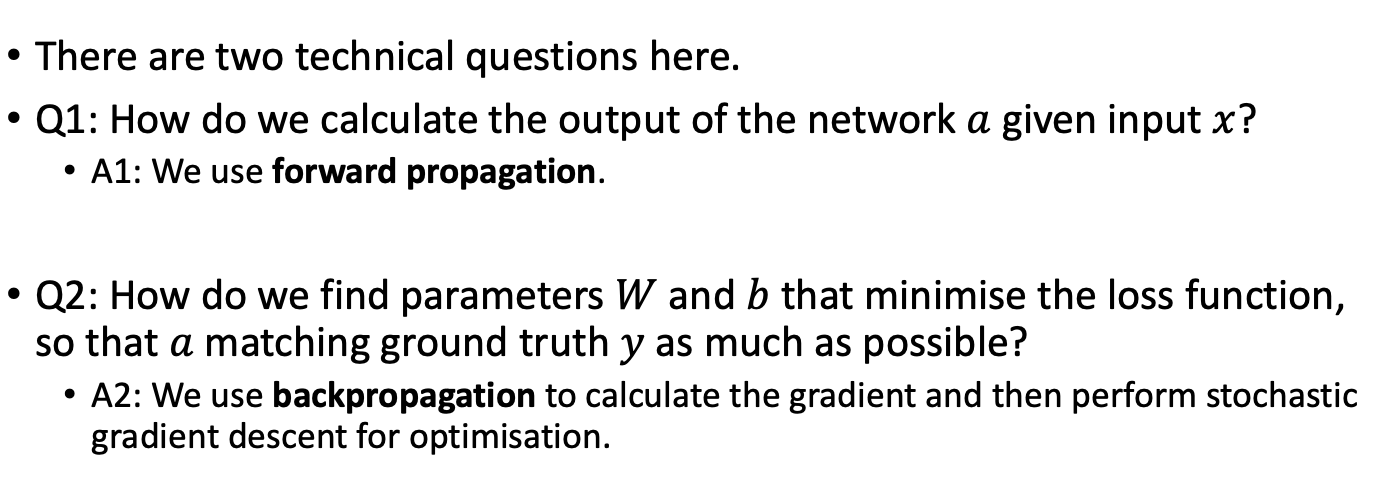 • There are two technical questions here.
• Q1: How do we calculate the output of the network a given input x?
• A1: We use forward propagation.
• Q2: How do we find parameters W and b that minimise the loss function,
so that a matching ground truth y as much as possible?
• A2: We use backpropagation to calculate the gradient and then perform stochastic
gradient descent for optimisation.